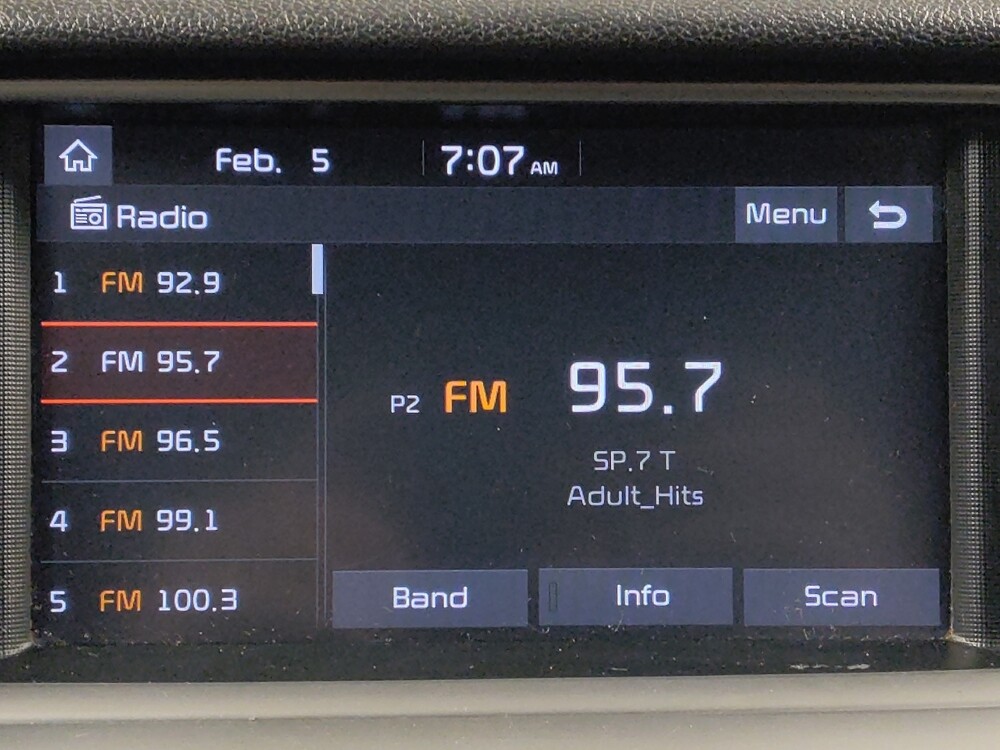 Feb. 5 7:07 AM
Radio Menu
1 FM 92.9
2 FM 95.7
3 FM 96.5
4 FM 99.1
5 FM 100.3
P2 FM 95.7
SP.7 T
Adult_Hits
Band Info Scan